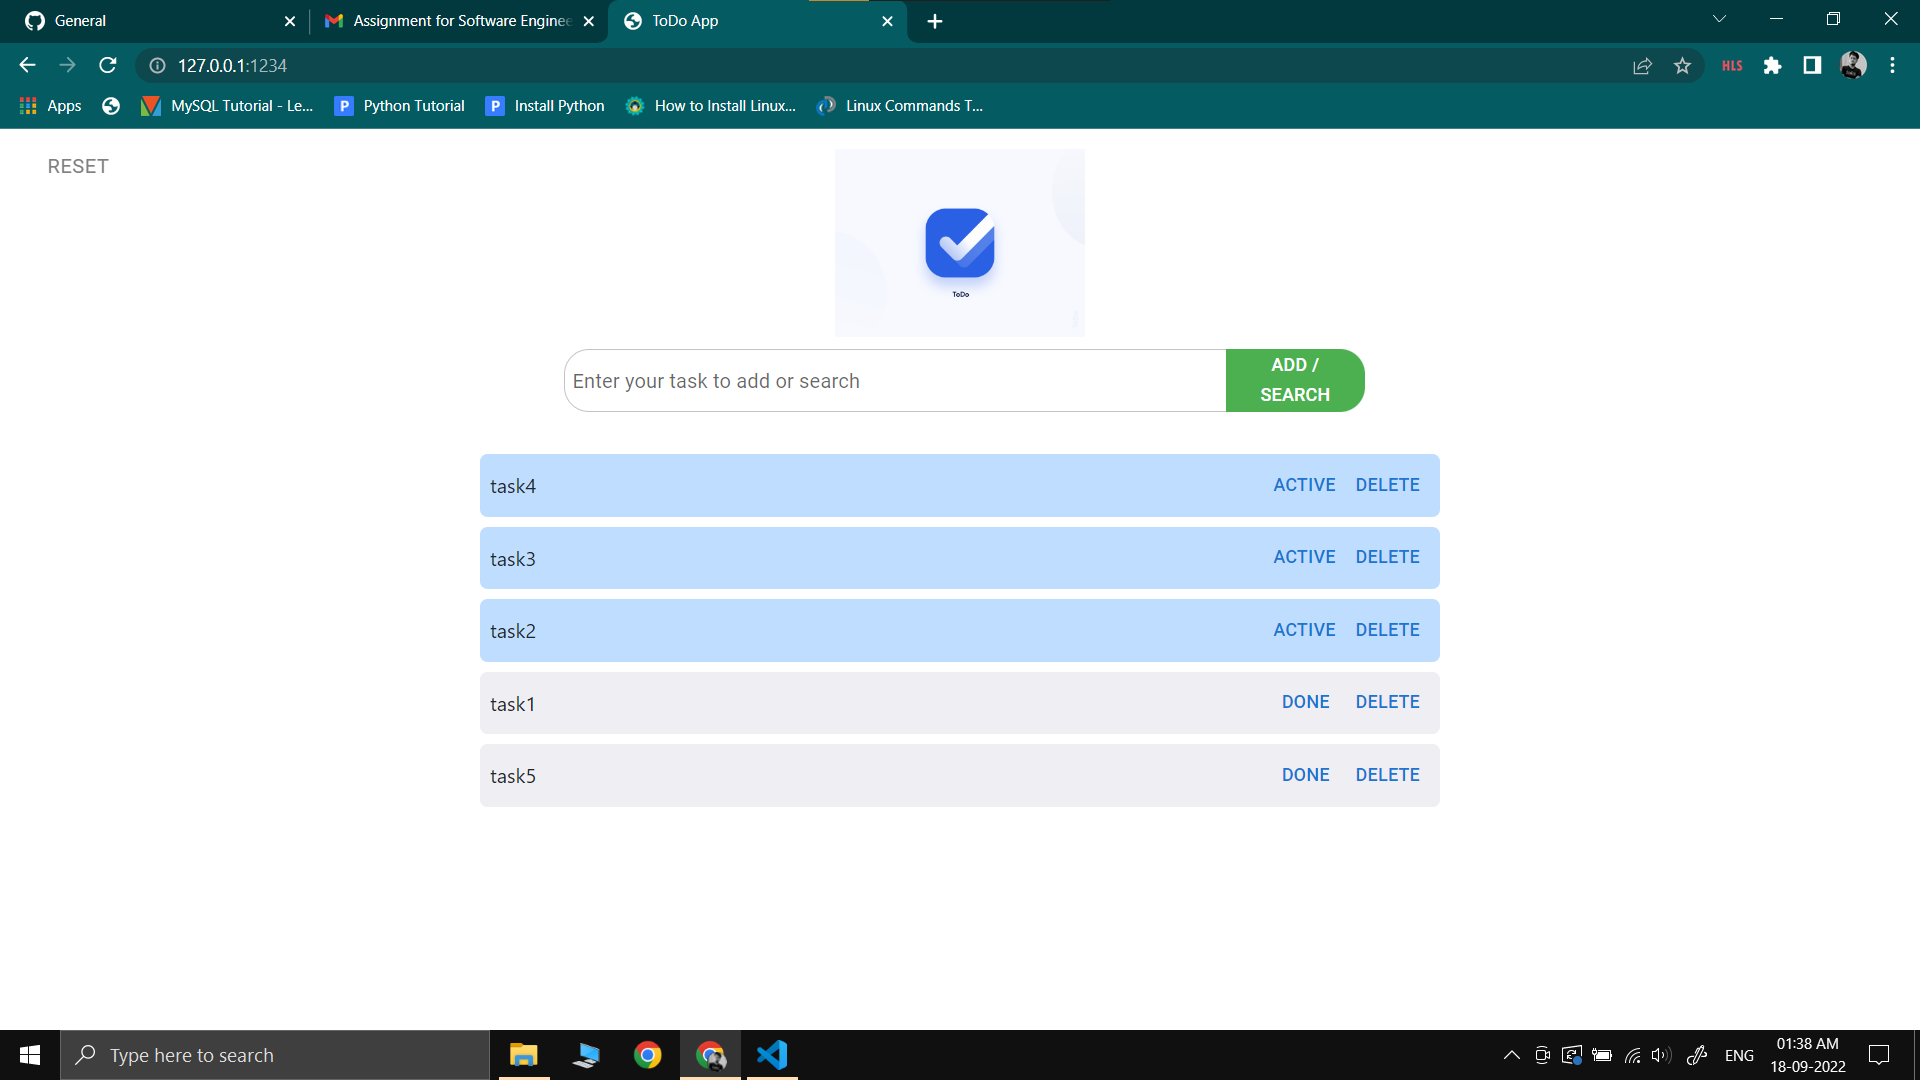 General
Assignment for Software Enginee
ToDo App
127.0.0.1:1234
HLS
Apps
MySQL Tutorial - Le...
Python Tutorial
Install Python
How to Install Linux...
Linux Commands T...
RESET
ToDo
Enter your task to add or search
ADD /
SEARCH
task4
ACTIVE
DELETE
task3
ACTIVE
DELETE
task2
ACTIVE
DELETE
task1
DONE
DELETE
task5
DONE
DELETE
Type here to search
ENG
01:38 AM
18-09-2022